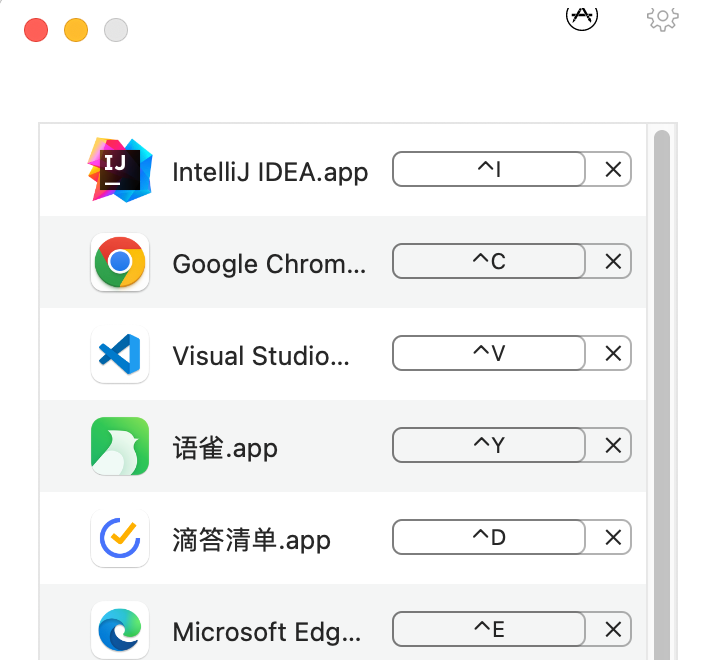 IJ
IntelliJ IDEA.app
^I
Google Chrom...
^C
Visual Studio...
^V
语雀.app
^Y
滴答清单.app
^D
Microsoft Edg...
^E